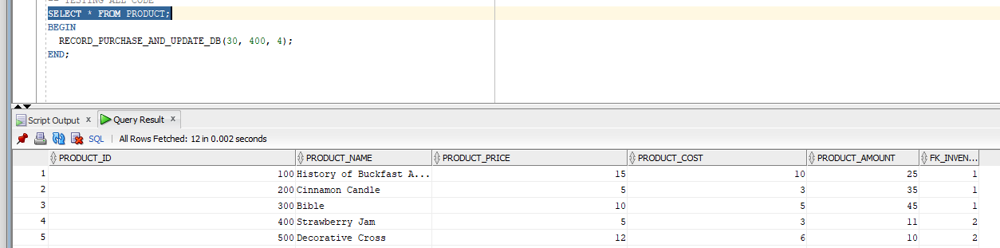 -- TESTING ALL CODE
SELECT * FROM PRODUCT;
BEGIN
RECORD_PURCHASE_AND_UPDATE_DB(30, 400, 4);
END;
Script Output x Query Result x
SQL | All Rows Fetched: 12 in 0.002 seconds
PRODUCT_ID PRODUCT_NAME PRODUCT_PRICE PRODUCT_COST PRODUCT_AMOUNT FK_INVEN...
1 100 History of Buckfast A... 15 10 25 1
2 200 Cinnamon Candle 5 3 35 1
3 300 Bible 10 5 45 1
4 400 Strawberry Jam 5 3 11 2
5 500 Decorative Cross 12 6 10 2